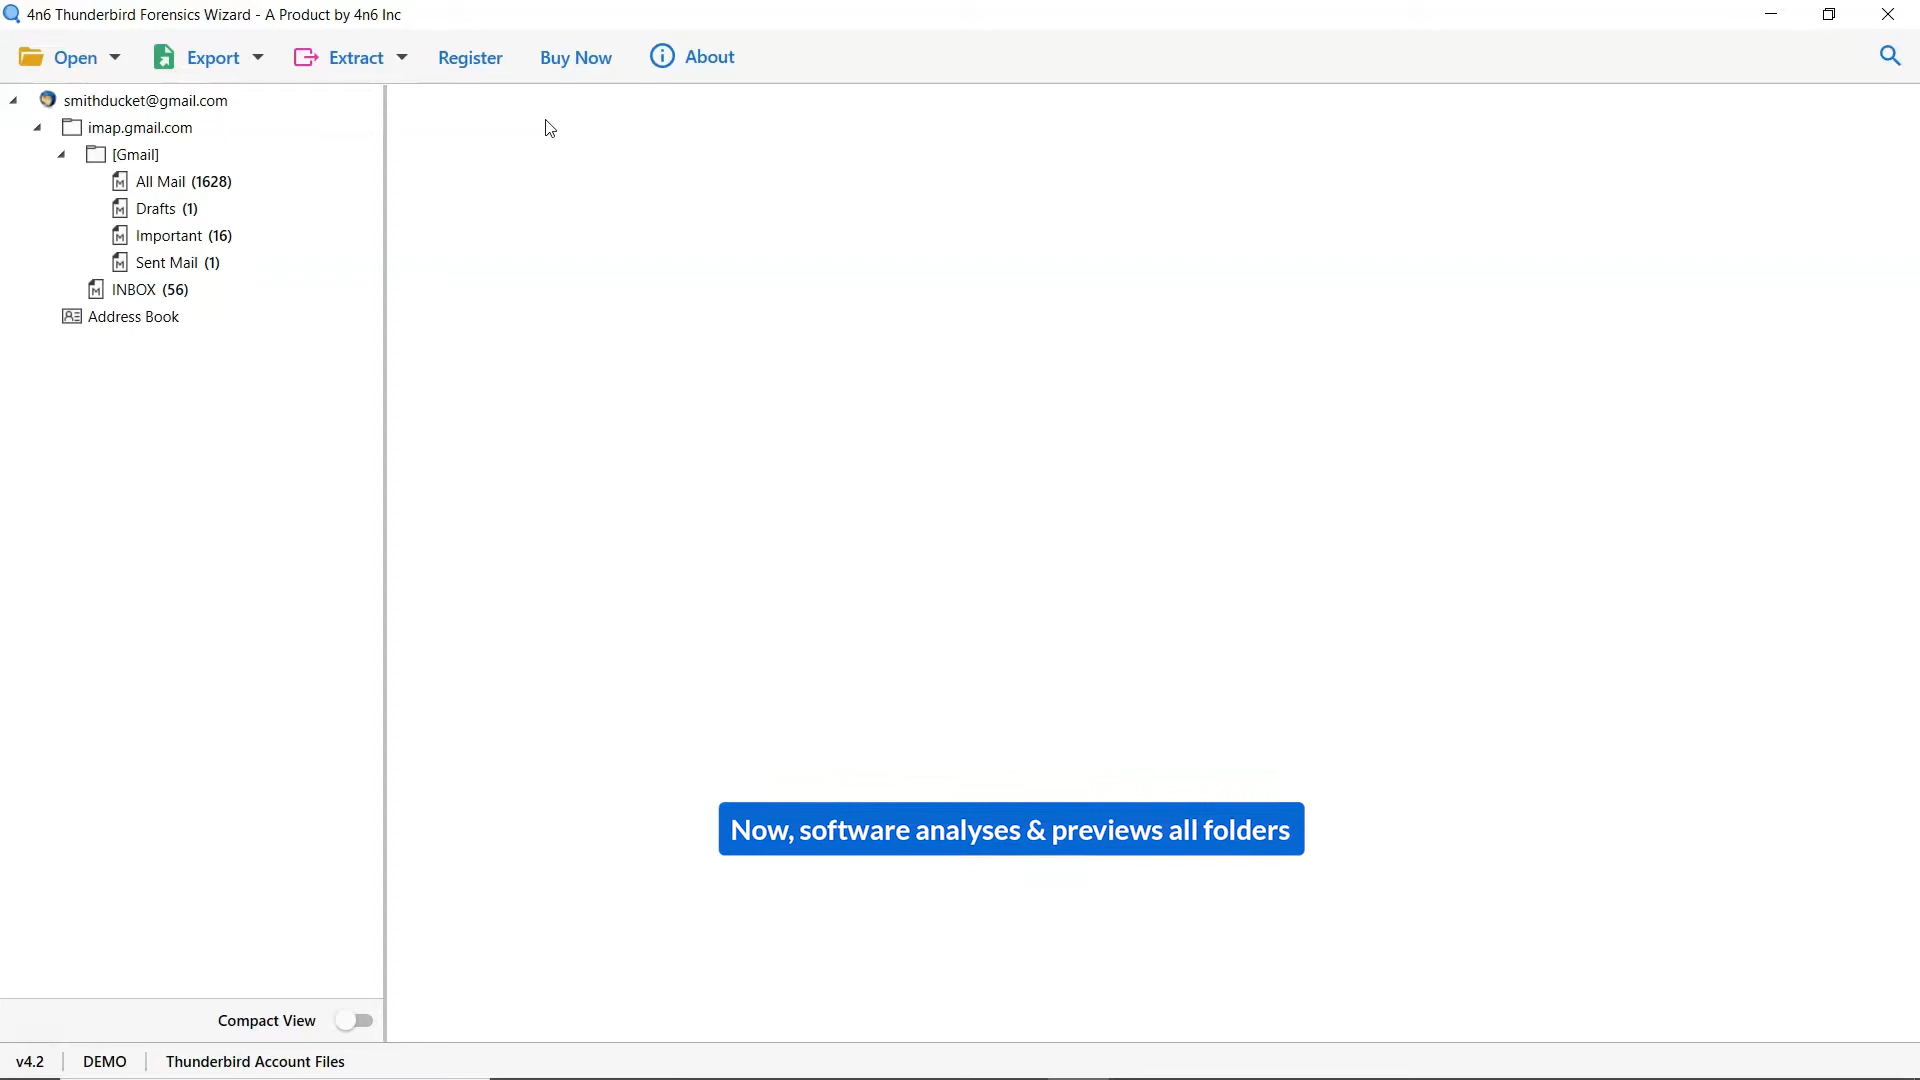 4n6 Thunderbird Forensics Wizard - A Product by 4n6 Inc
Open Export Extract Register Buy Now About
smithducket@gmail.com
imap.gmail.com
[Gmail]
All Mail (1628)
Drafts (1)
Important (16)
Sent Mail (1)
INBOX (56)
Address Book
Now, software analyses & previews all folders
Compact View
v4.2 DEMO Thunderbird Account Files